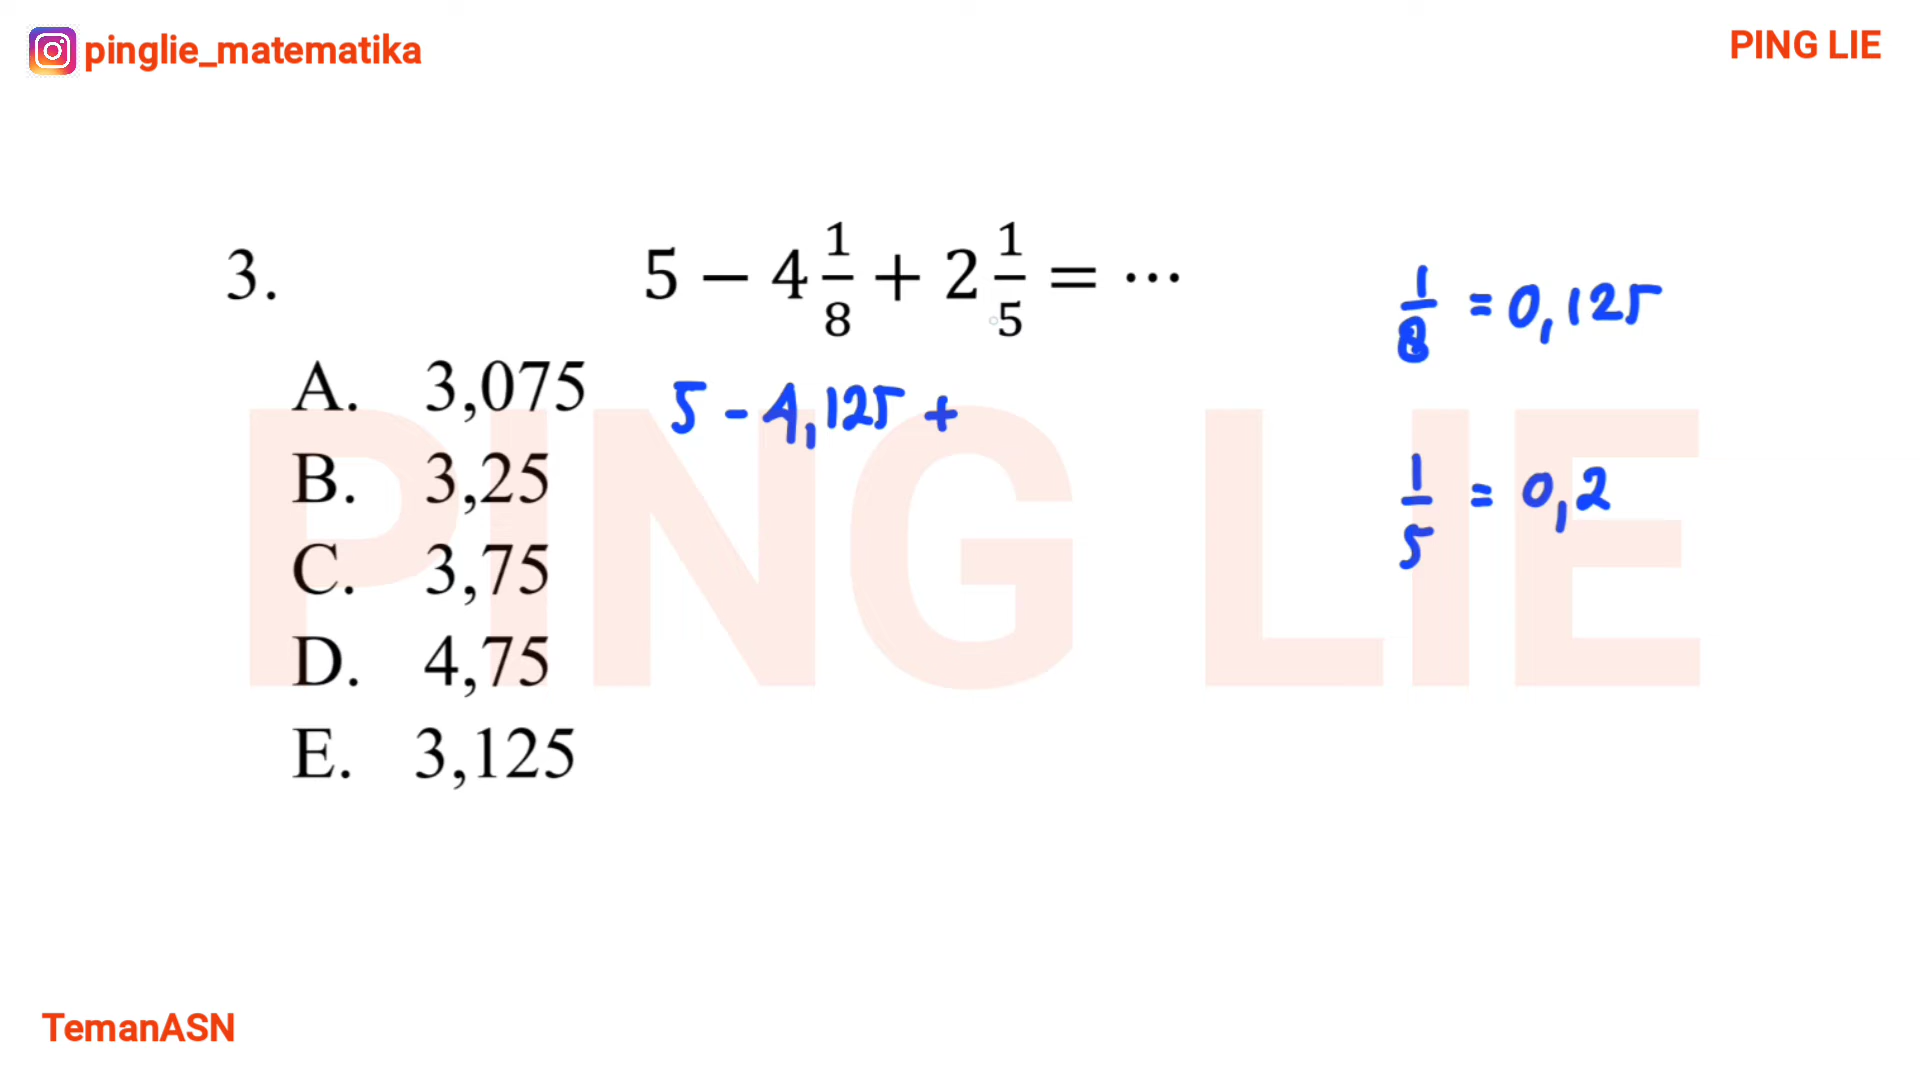 pinglie_matematika
PING LIE
3. 5 − 4 1/8 + 2 1/5 = ⋯
1/8 = 0,125
A. 3,075
5 - 4,125 +
B. 3,25
1/5 = 0,2
C. 3,75
D. 4,75
E. 3,125
PING LIE
TemanASN